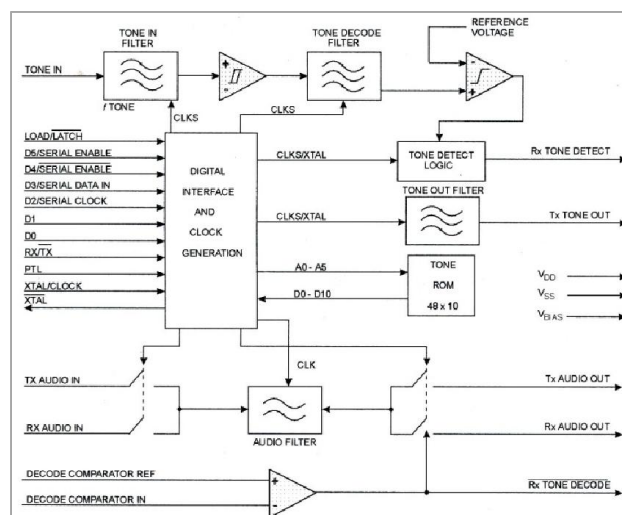 TONE IN
FILTER
TONE DECODE
FILTER
REFERENCE
VOLTAGE
TONE IN
f TONE
+
-
-
+
CLKS
CLKS
LOAD/LATCH
D5/SERIAL ENABLE
D4/SERIAL ENABLE
D3/SERIAL DATA IN
D2/SERIAL CLOCK
D1
D0
RX/TX
PTL
XTAL/CLOCK
XTAL
DIGITAL
INTERFACE
AND
CLOCK
GENERATION
CLKS/XTAL
TONE DETECT
LOGIC
Rx TONE DETECT
TONE OUT FILTER
CLKS/XTAL
Tx TONE OUT
A0 - A5
D0 - D10
TONE
ROM
48 x 10
VDD
VSS
VBIAS
CLK
TX AUDIO IN
RX AUDIO IN
AUDIO FILTER
Tx AUDIO OUT
Rx AUDIO OUT
DECODE COMPARATOR REF
DECODE COMPARATOR IN
+
-
Rx TONE DECODE